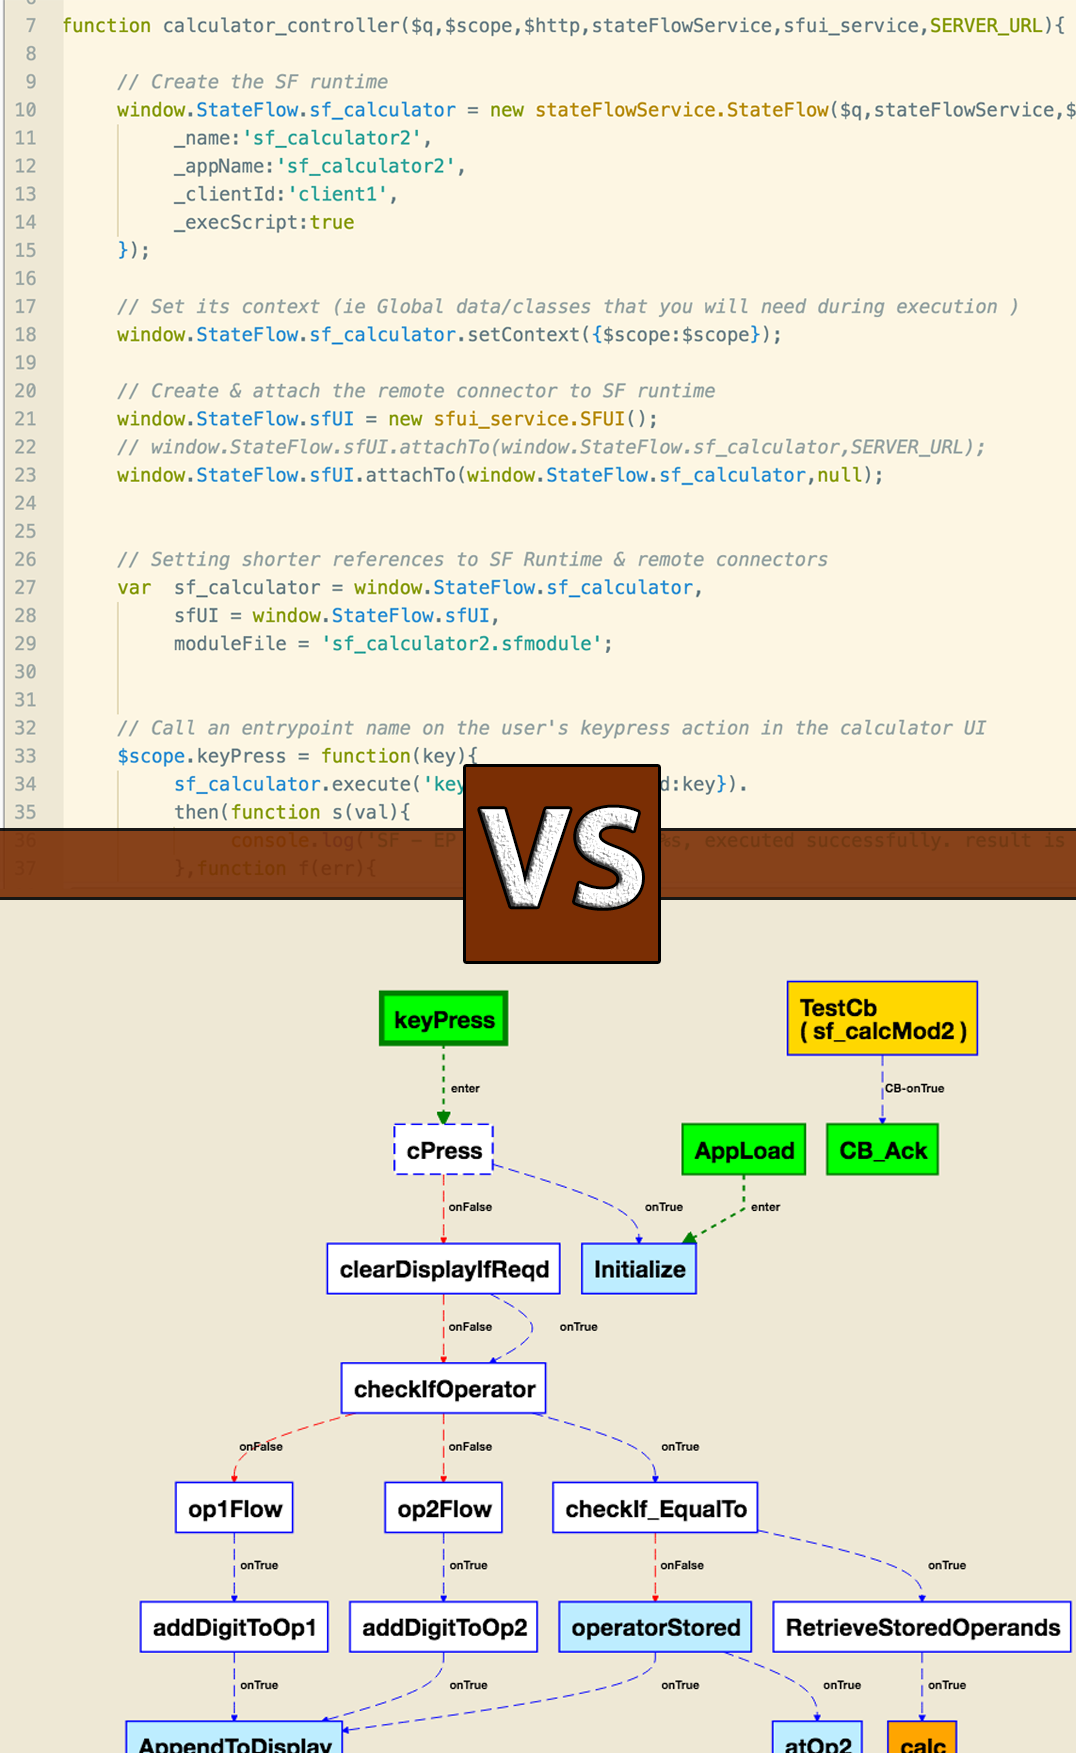 7 function calculator_controller($q,$scope,$http,stateFlowService,sfui_service,SERVER_URL){
8
9 // Create the SF runtime
10 window.StateFlow.sf_calculator = new stateFlowService.StateFlow($q,stateFlowService,$
11 _name:'sf_calculator2',
12 _appName:'sf_calculator2',
13 _clientId:'client1',
14 _execScript:true
15 });
16
17 // Set its context (ie Global data/classes that you will need during execution )
18 window.StateFlow.sf_calculator.setContext({$scope:$scope});
19
20 // Create & attach the remote connector to SF runtime
21 window.StateFlow.sfUI = new sfui_service.SFUI();
22 // window.StateFlow.sfUI.attachTo(window.StateFlow.sf_calculator,SERVER_URL);
23 window.StateFlow.sfUI.attachTo(window.StateFlow.sf_calculator,null);
24
25
26 // Setting shorter references to SF Runtime & remote connectors
27 var sf_calculator = window.StateFlow.sf_calculator,
28 sfUI = window.StateFlow.sfUI,
29 moduleFile = 'sf_calculator2.sfmodule';
30
31
32 // Call an entrypoint name on the user's keypress action in the calculator UI
33 $scope.keyPress = function(key){
34 sf_calculator.execute('key d:key}).
35 then(function s(val){
36 console.log('SF - EP %s, executed successfully. result is
37 },function f(err){
VS
keyPress
TestCb
( sf_calcMod2 )
enter
CB-onTrue
cPress
AppLoad
CB_Ack
onFalse
onTrue
enter
clearDisplayIfReqd
Initialize
onFalse
onTrue
checkIfOperator
onFalse
onFalse
onTrue
op1Flow
op2Flow
checkIf_EqualTo
onTrue
onTrue
onFalse
onTrue
addDigitToOp1
addDigitToOp2
operatorStored
RetrieveStoredOperands
onTrue
onTrue
onTrue
onTrue
onTrue
AppendToDisplay
atOp2
calc